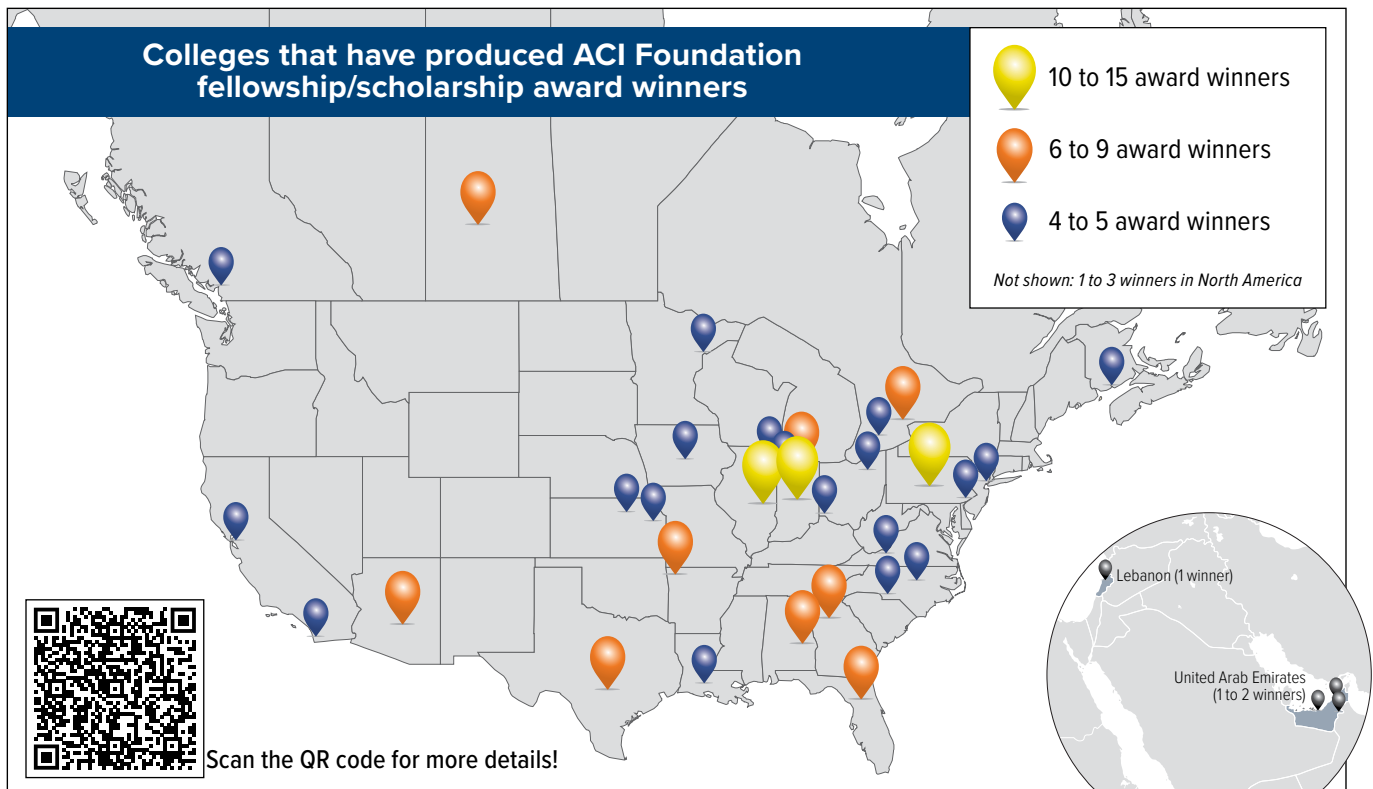 Colleges that have produced ACI Foundation
fellowship/scholarship award winners
10 to 15 award winners
6 to 9 award winners
4 to 5 award winners
Not shown: 1 to 3 winners in North America
Lebanon (1 winner)
United Arab Emirates
(1 to 2 winners)
Scan the QR code for more details!